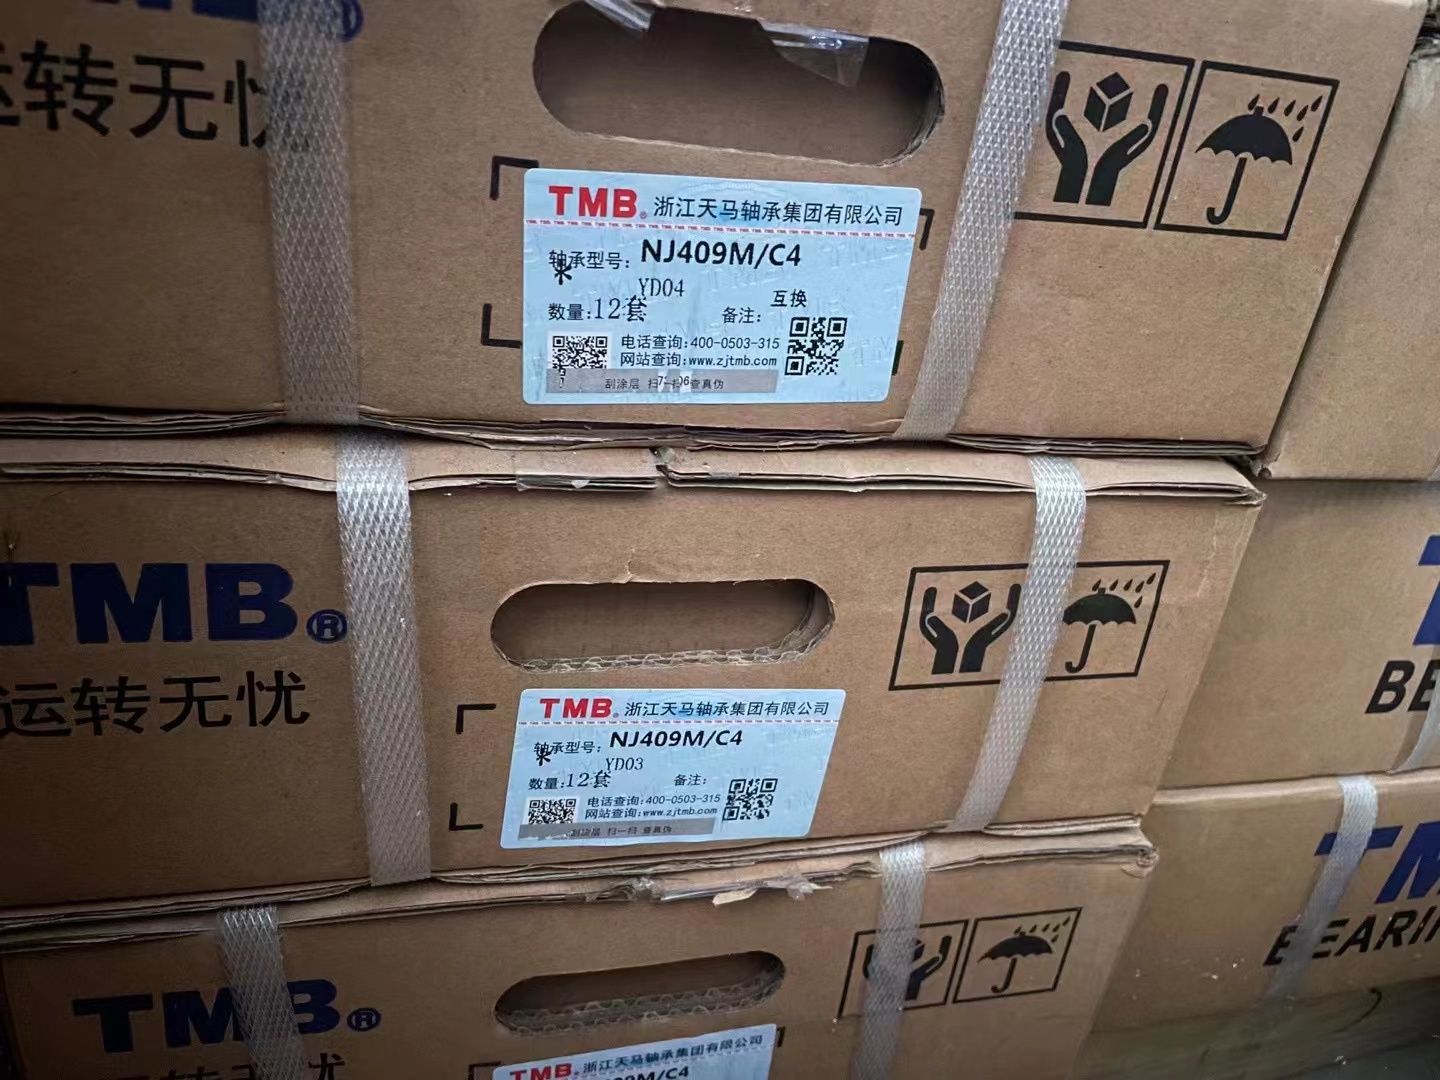 运转无忧
TMB® 浙江天马轴承集团有限公司
轴承型号: NJ409M/C4
*
YD04
互换
数量:12套
备注:
电话查询:400-0503-315
网站查询:www.zjtmb.com
刮涂层 扫一扫 查真伪
TMB®
运转无忧
TMB® 浙江天马轴承集团有限公司
轴承型号: NJ409M/C4
*
YD03
数量:12套
备注:
电话查询:400-0503-315
网站查询:www.zjtmb.com
刮涂层 扫一扫 查真伪
TMB®
TMB® 浙江天马轴承集团有限公司